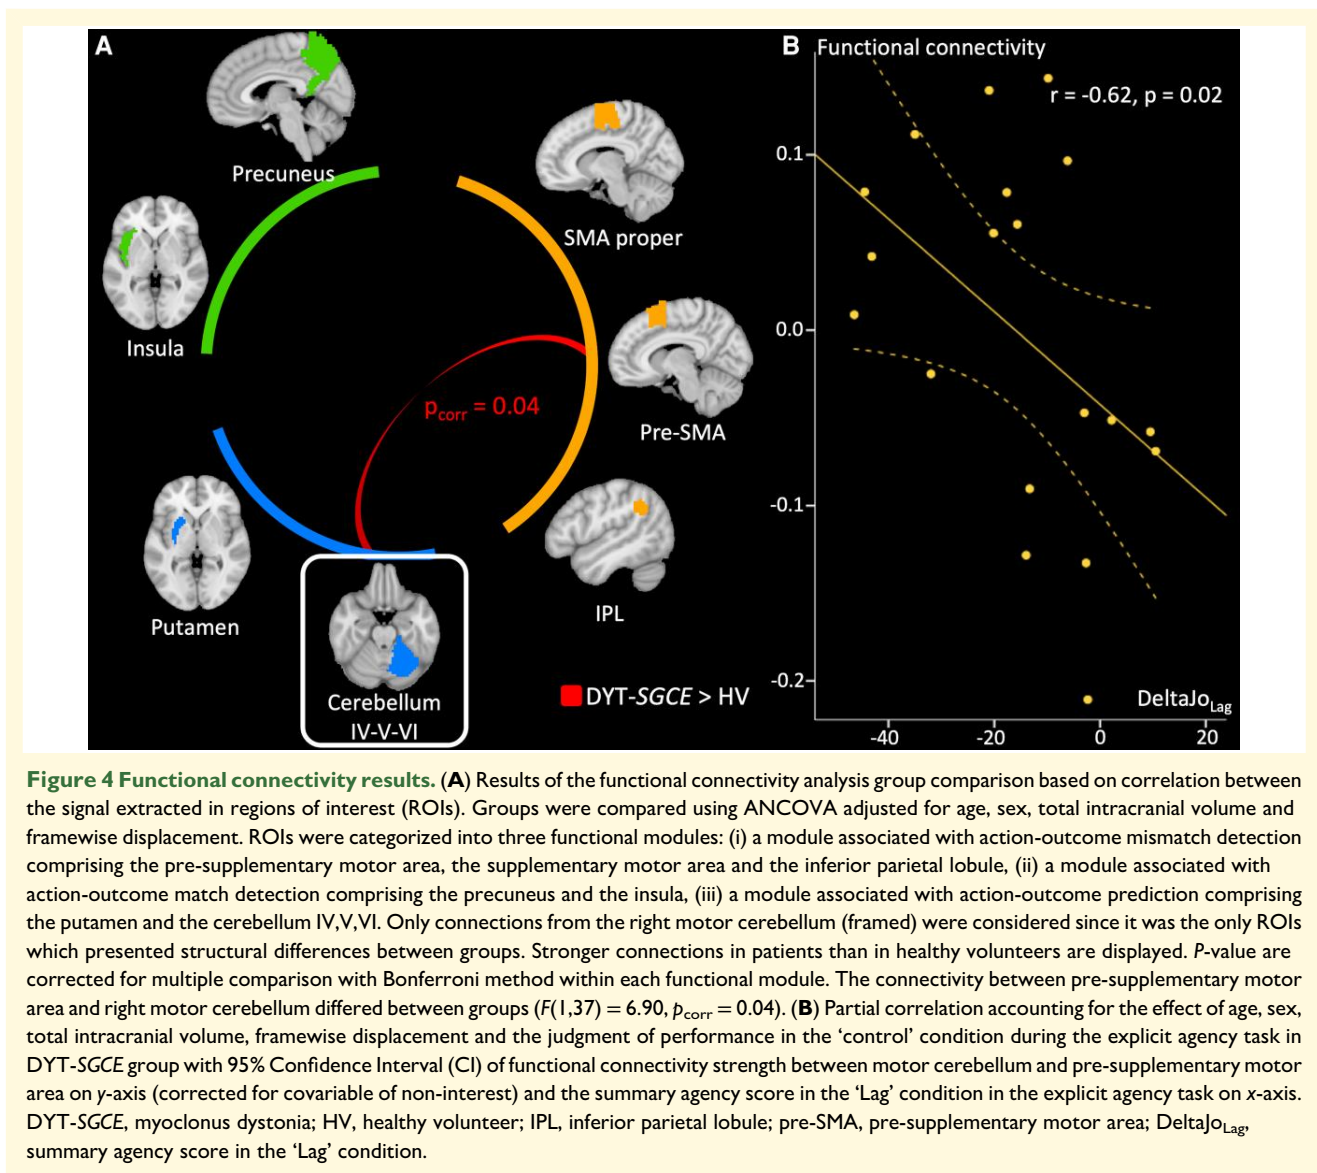 A
Precuneus
Insula
SMA proper
Pre-SMA
p_corr = 0.04
IPL
Putamen
Cerebellum
IV-V-VI
DYT-SGCE > HV
B
Functional connectivity
r = -0.62, p = 0.02
0.1
0.0
-0.1
-0.2
DeltaJo_Lag
-40 -20 0 20
Figure 4 Functional connectivity results. (A) Results of the functional connectivity analysis group comparison based on correlation between
the signal extracted in regions of interest (ROIs). Groups were compared using ANCOVA adjusted for age, sex, total intracranial volume and
framewise displacement. ROIs were categorized into three functional modules: (i) a module associated with action-outcome mismatch detection
comprising the pre-supplementary motor area, the supplementary motor area and the inferior parietal lobule, (ii) a module associated with
action-outcome match detection comprising the precuneus and the insula, (iii) a module associated with action-outcome prediction comprising
the putamen and the cerebellum IV,V,VI. Only connections from the right motor cerebellum (framed) were considered since it was the only ROIs
which presented structural differences between groups. Stronger connections in patients than in healthy volunteers are displayed. P-value are
corrected for multiple comparison with Bonferroni method within each functional module. The connectivity between pre-supplementary motor
area and right motor cerebellum differed between groups (F(1,37) = 6.90, p_corr = 0.04). (B) Partial correlation accounting for the effect of age, sex,
total intracranial volume, framewise displacement and the judgment of performance in the ‘control’ condition during the explicit agency task in
DYT-SGCE group with 95% Confidence Interval (CI) of functional connectivity strength between motor cerebellum and pre-supplementary motor
area on y-axis (corrected for covariable of non-interest) and the summary agency score in the ‘Lag’ condition in the explicit agency task on x-axis.
DYT-SGCE, myoclonus dystonia; HV, healthy volunteer; IPL, inferior parietal lobule; pre-SMA, pre-supplementary motor area; DeltaJo_Lag,
summary agency score in the ‘Lag’ condition.